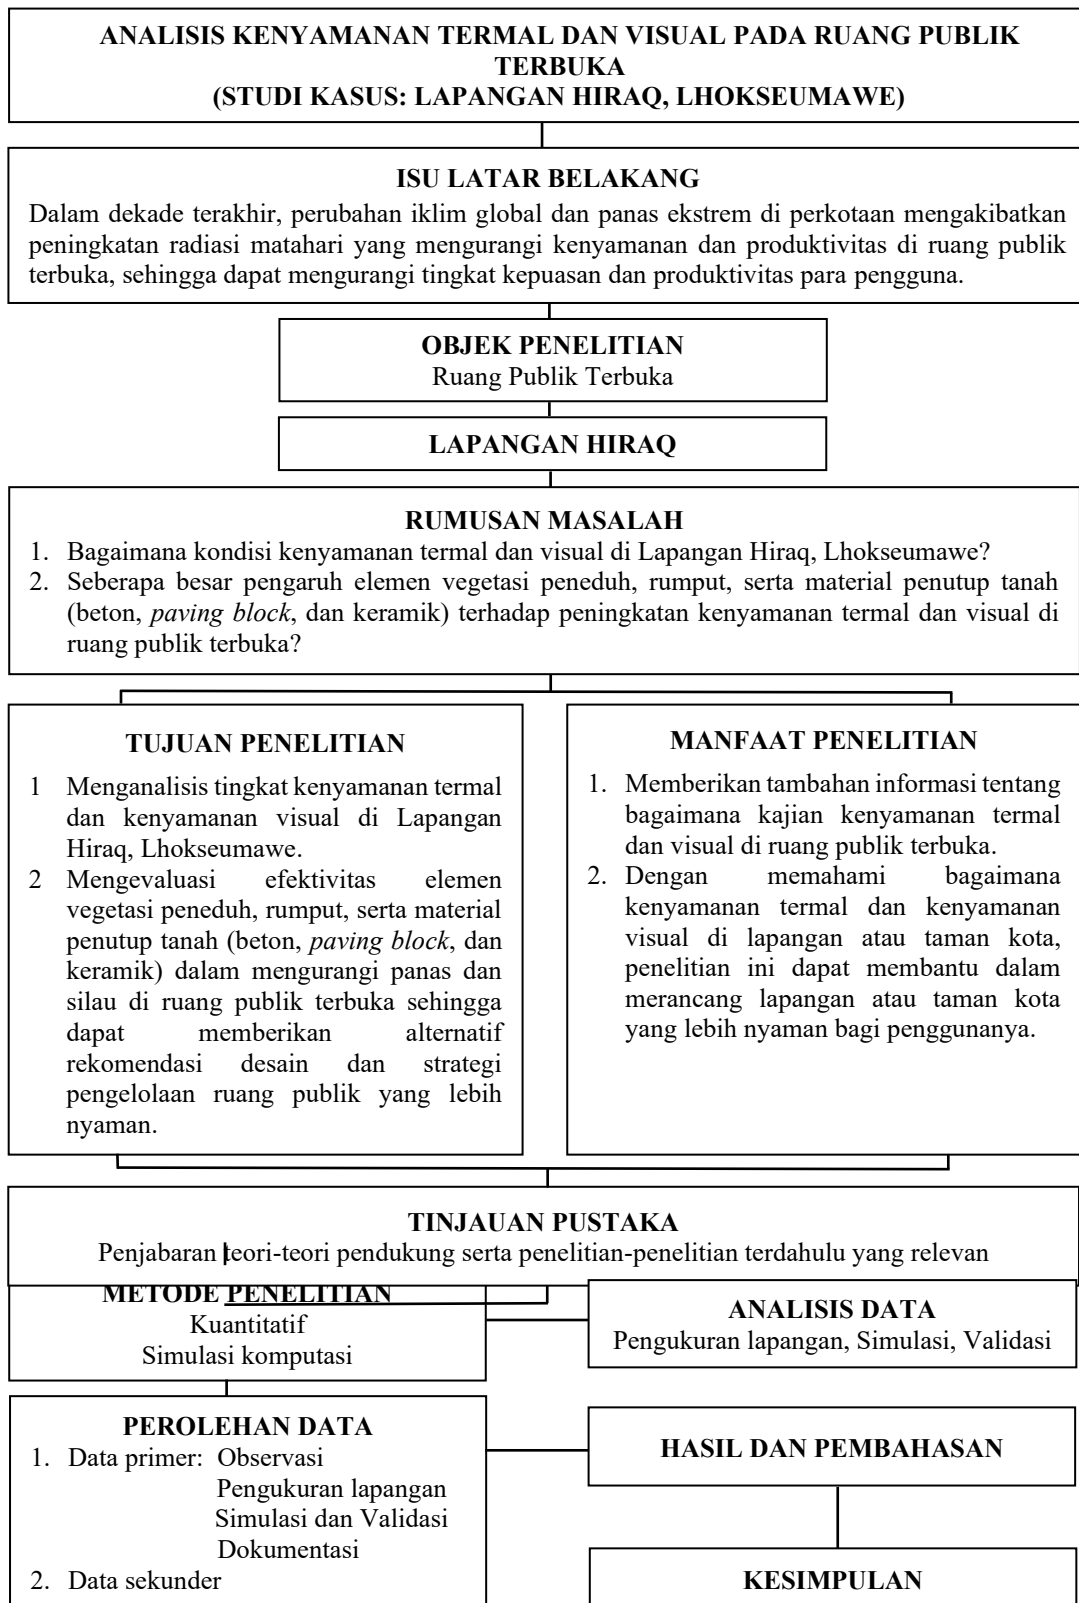 ANALISIS KENYAMANAN TERMAL DAN VISUAL PADA RUANG PUBLIK
TERBUKA
(STUDI KASUS: LAPANGAN HIRAQ, LHOKSEUMAWE)
ISU LATAR BELAKANG
Dalam dekade terakhir, perubahan iklim global dan panas ekstrem di perkotaan mengakibatkan
peningkatan radiasi matahari yang mengurangi kenyamanan dan produktivitas di ruang publik
terbuka, sehingga dapat mengurangi tingkat kepuasan dan produktivitas para pengguna.
OBJEK PENELITIAN
Ruang Publik Terbuka
LAPANGAN HIRAQ
RUMUSAN MASALAH
1. Bagaimana kondisi kenyamanan termal dan visual di Lapangan Hiraq, Lhokseumawe?
2. Seberapa besar pengaruh elemen vegetasi peneduh, rumput, serta material penutup tanah
(beton, paving block, dan keramik) terhadap peningkatan kenyamanan termal dan visual di
ruang publik terbuka?
TUJUAN PENELITIAN
1 Menganalisis tingkat kenyamanan termal
dan kenyamanan visual di Lapangan
Hiraq, Lhokseumawe.
2 Mengevaluasi efektivitas elemen
vegetasi peneduh, rumput, serta material
penutup tanah (beton, paving block, dan
keramik) dalam mengurangi panas dan
silau di ruang publik terbuka sehingga
dapat memberikan alternatif
rekomendasi desain dan strategi
pengelolaan ruang publik yang lebih
nyaman.
MANFAAT PENELITIAN
1. Memberikan tambahan informasi tentang
bagaimana kajian kenyamanan termal
dan visual di ruang publik terbuka.
2. Dengan memahami bagaimana
kenyamanan termal dan kenyamanan
visual di lapangan atau taman kota,
penelitian ini dapat membantu dalam
merancang lapangan atau taman kota
yang lebih nyaman bagi penggunanya.
TINJAUAN PUSTAKA
Penjabaran teori-teori pendukung serta penelitian-penelitian terdahulu yang relevan
METODE PENELITIAN
Kuantitatif
Simulasi komputasi
ANALISIS DATA
Pengukuran lapangan, Simulasi, Validasi
PEROLEHAN DATA
1. Data primer: Observasi
Pengukuran lapangan
Simulasi dan Validasi
Dokumentasi
2. Data sekunder
HASIL DAN PEMBAHASAN
KESIMPULAN